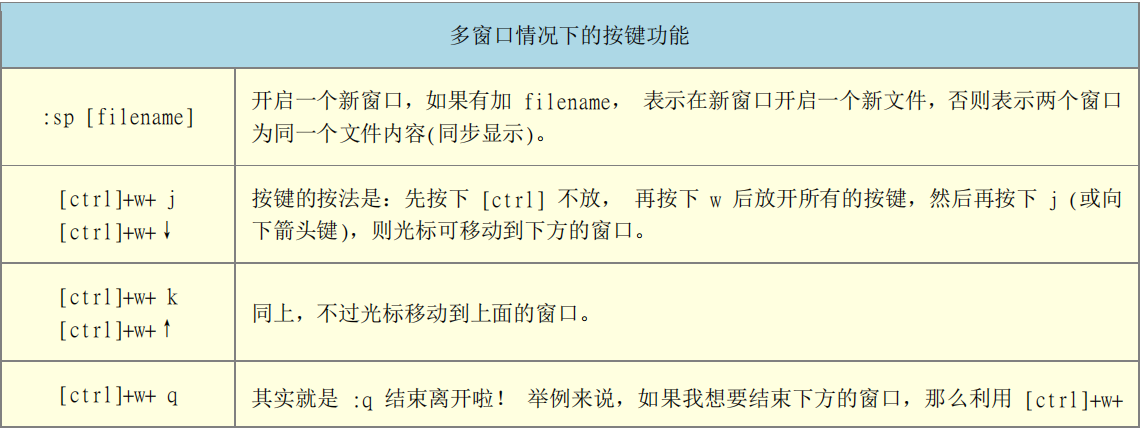 多窗口情况下的按键功能
:sp [filename]
开启一个新窗口，如果有加 filename， 表示在新窗口开启一个新文件，否则表示两个窗口
为同一个文件内容(同步显示)。
[ctrl]+w+ j
[ctrl]+w+↓
按键的按法是：先按下 [ctrl] 不放， 再按下 w 后放开所有的按键，然后再按下 j (或向
下箭头键)，则光标可移动到下方的窗口。
[ctrl]+w+ k
[ctrl]+w+↑
同上，不过光标移动到上面的窗口。
[ctrl]+w+ q
其实就是 :q 结束离开啦！ 举例来说，如果我想要结束下方的窗口，那么利用 [ctrl]+w+